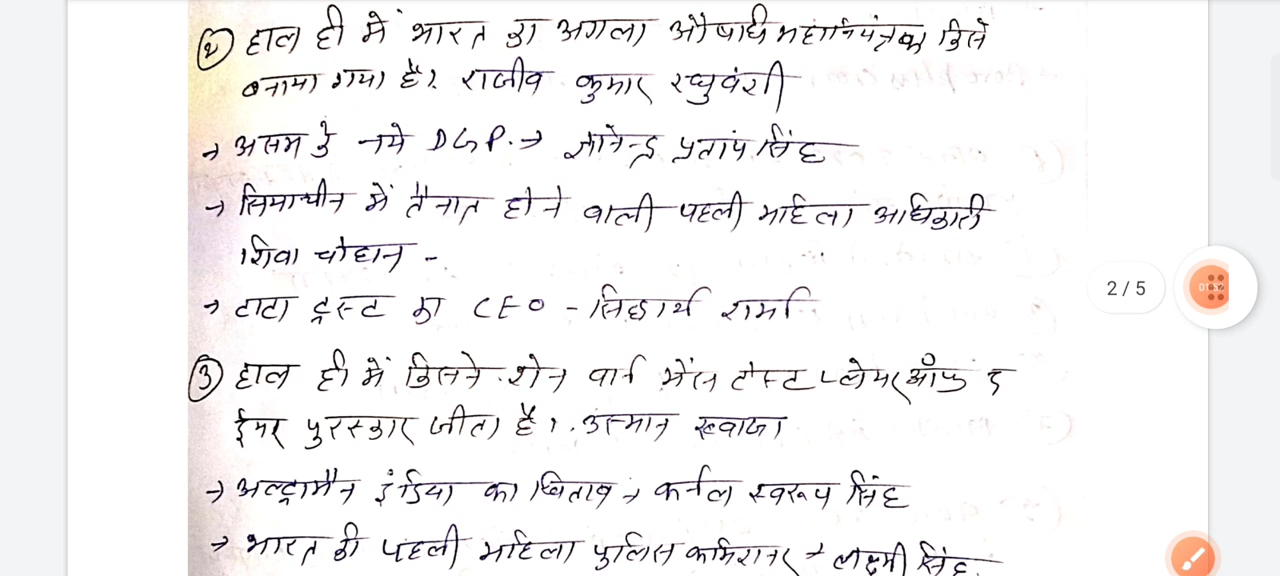 ② हाल ही में भारत का अगला औषधि महानियंत्रक किसे
बनाया गया है? राजीव कुमार रघुवंशी
→ असम के नये DGP. → ज्ञानेन्द्र प्रताप सिंह
→ सियाचीन में तैनात होने वाली पहली महिला अधिकारी
शिवा चौहान -
→ टाटा ट्रस्ट का CEO - सिद्धार्थ शर्मा
2/5
③ हाल ही में किसने शेन वार्न मेंस टेस्ट प्लेयर ऑफ द
ईयर पुरस्कार जीता है। उस्मान ख्वाजा
→ अल्ट्रामैन इंडिया का खिताब → कर्नल स्वरूप सिंह
→ भारत की पहली महिला पुलिस कमिश्नर → लक्ष्मी सिंह.